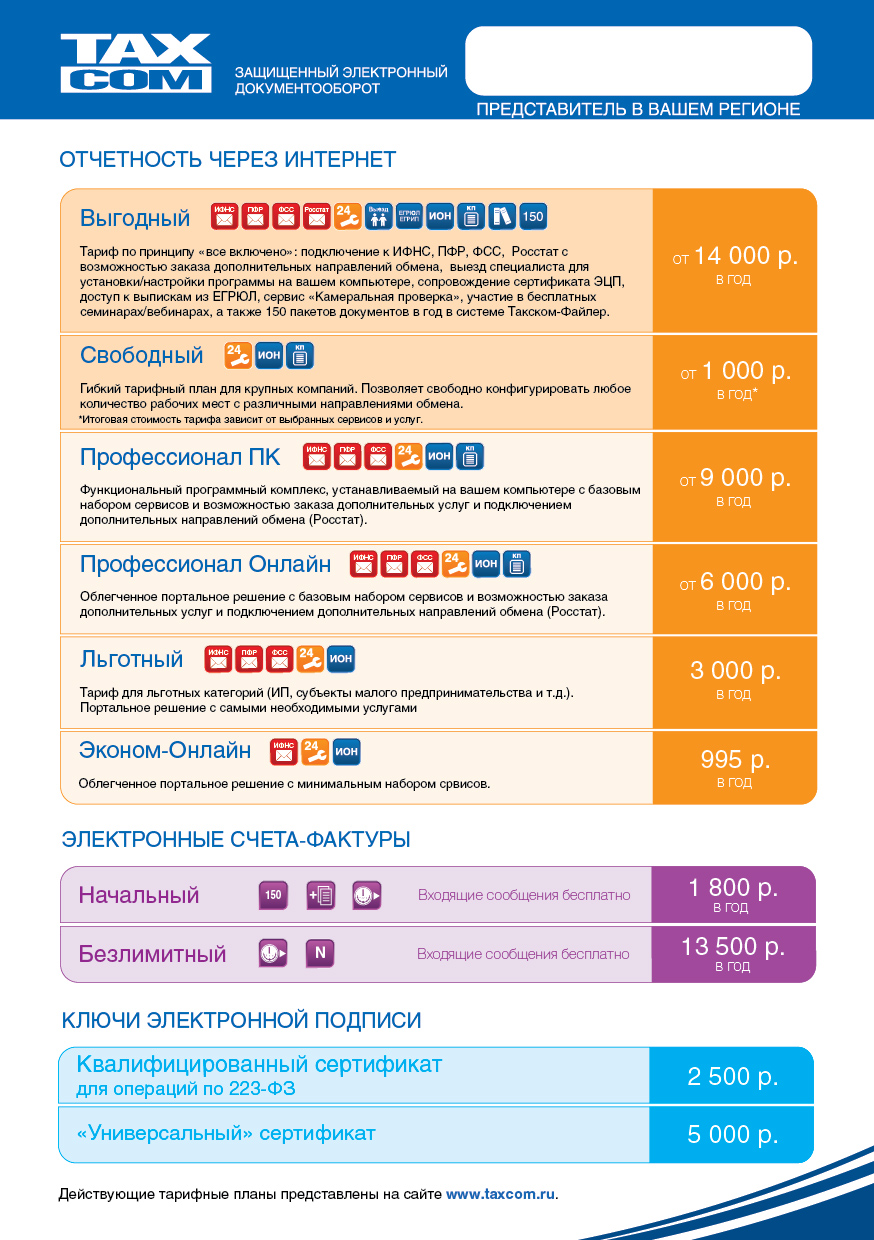 TAX
COM
ЗАЩИЩЕННЫЙ ЭЛЕКТРОННЫЙ
ДОКУМЕНТООБОРОТ
ПРЕДСТАВИТЕЛЬ В ВАШЕМ РЕГИОНЕ
ОТЧЕТНОСТЬ ЧЕРЕЗ ИНТЕРНЕТ
Выгодный ИФНС ПФР ФСС Росстат 24 Выезд ЕГРЮЛ ЕГРИП ИОН КП 150
Тариф по принципу «все включено»: подключение к ИФНС, ПФР, ФСС, Росстат с
возможностью заказа дополнительных направлений обмена, выезд специалиста для
установки/настройки программы на вашем компьютере, сопровождение сертификата ЭЦП,
доступ к выпискам из ЕГРЮЛ, сервис «Камеральная проверка», участие в бесплатных
семинарах/вебинарах, а также 150 пакетов документов в год в системе Такском-Файлер.
от 14 000 р.
в год
Свободный 24 ИОН КП
Гибкий тарифный план для крупных компаний. Позволяет свободно конфигурировать любое
количество рабочих мест с различными направлениями обмена.
*Итоговая стоимость тарифа зависит от выбранных сервисов и услуг.
от 1 000 р.
в год*
Профессионал ПК ИФНС ПФР ФСС 24 ИОН КП
Функциональный программный комплекс, устанавливаемый на вашем компьютере с базовым
набором сервисов и возможностью заказа дополнительных услуг и подключением
дополнительных направлений обмена (Росстат).
от 9 000 р.
в год
Профессионал Онлайн ИФНС ПФР ФСС 24 ИОН КП
Облегченное портальное решение с базовым набором сервисов и возможностью заказа
дополнительных услуг и подключением дополнительных направлений обмена (Росстат).
от 6 000 р.
в год
Льготный ИФНС ПФР ФСС 24 ИОН
Тариф для льготных категорий (ИП, субъекты малого предпринимательства и т.д.).
Портальное решение с самыми необходимыми услугами
3 000 р.
в год
Эконом-Онлайн ИФНС 24 ИОН
Облегченное портальное решение с минимальным набором срвисов.
995 р.
в год
ЭЛЕКТРОННЫЕ СЧЕТА-ФАКТУРЫ
Начальный 150 Входящие сообщения бесплатно
1 800 р.
в год
Безлимитный N Входящие сообщения бесплатно
13 500 р.
в год
КЛЮЧИ ЭЛЕКТРОННОЙ ПОДПИСИ
Квалифицированный сертификат
для операций по 223-ФЗ
2 500 р.
«Универсальный» сертификат
5 000 р.
Действующие тарифные планы представлены на сайте www.taxcom.ru.